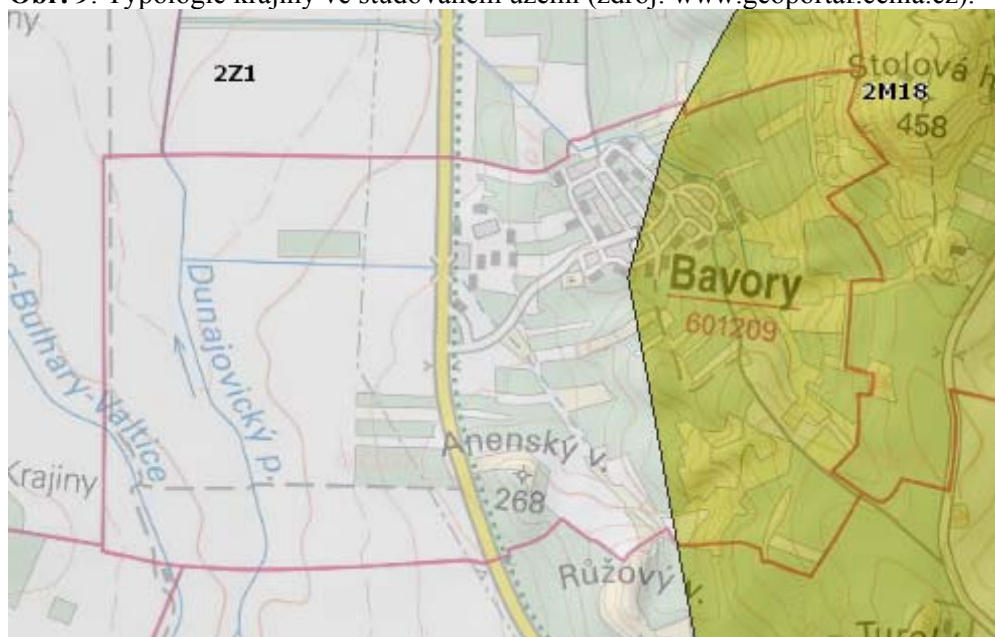 Obr. 9. Typologie krajiny ve studovaném území (zdroj: www.geoportal.cenia.cz).
2Z1
Stolová h
2M18
458
Bavory
601209
Dunajovický p.
d-Bulhary-Valtice
Anenský v.
268
Krajiny
Růžový v.